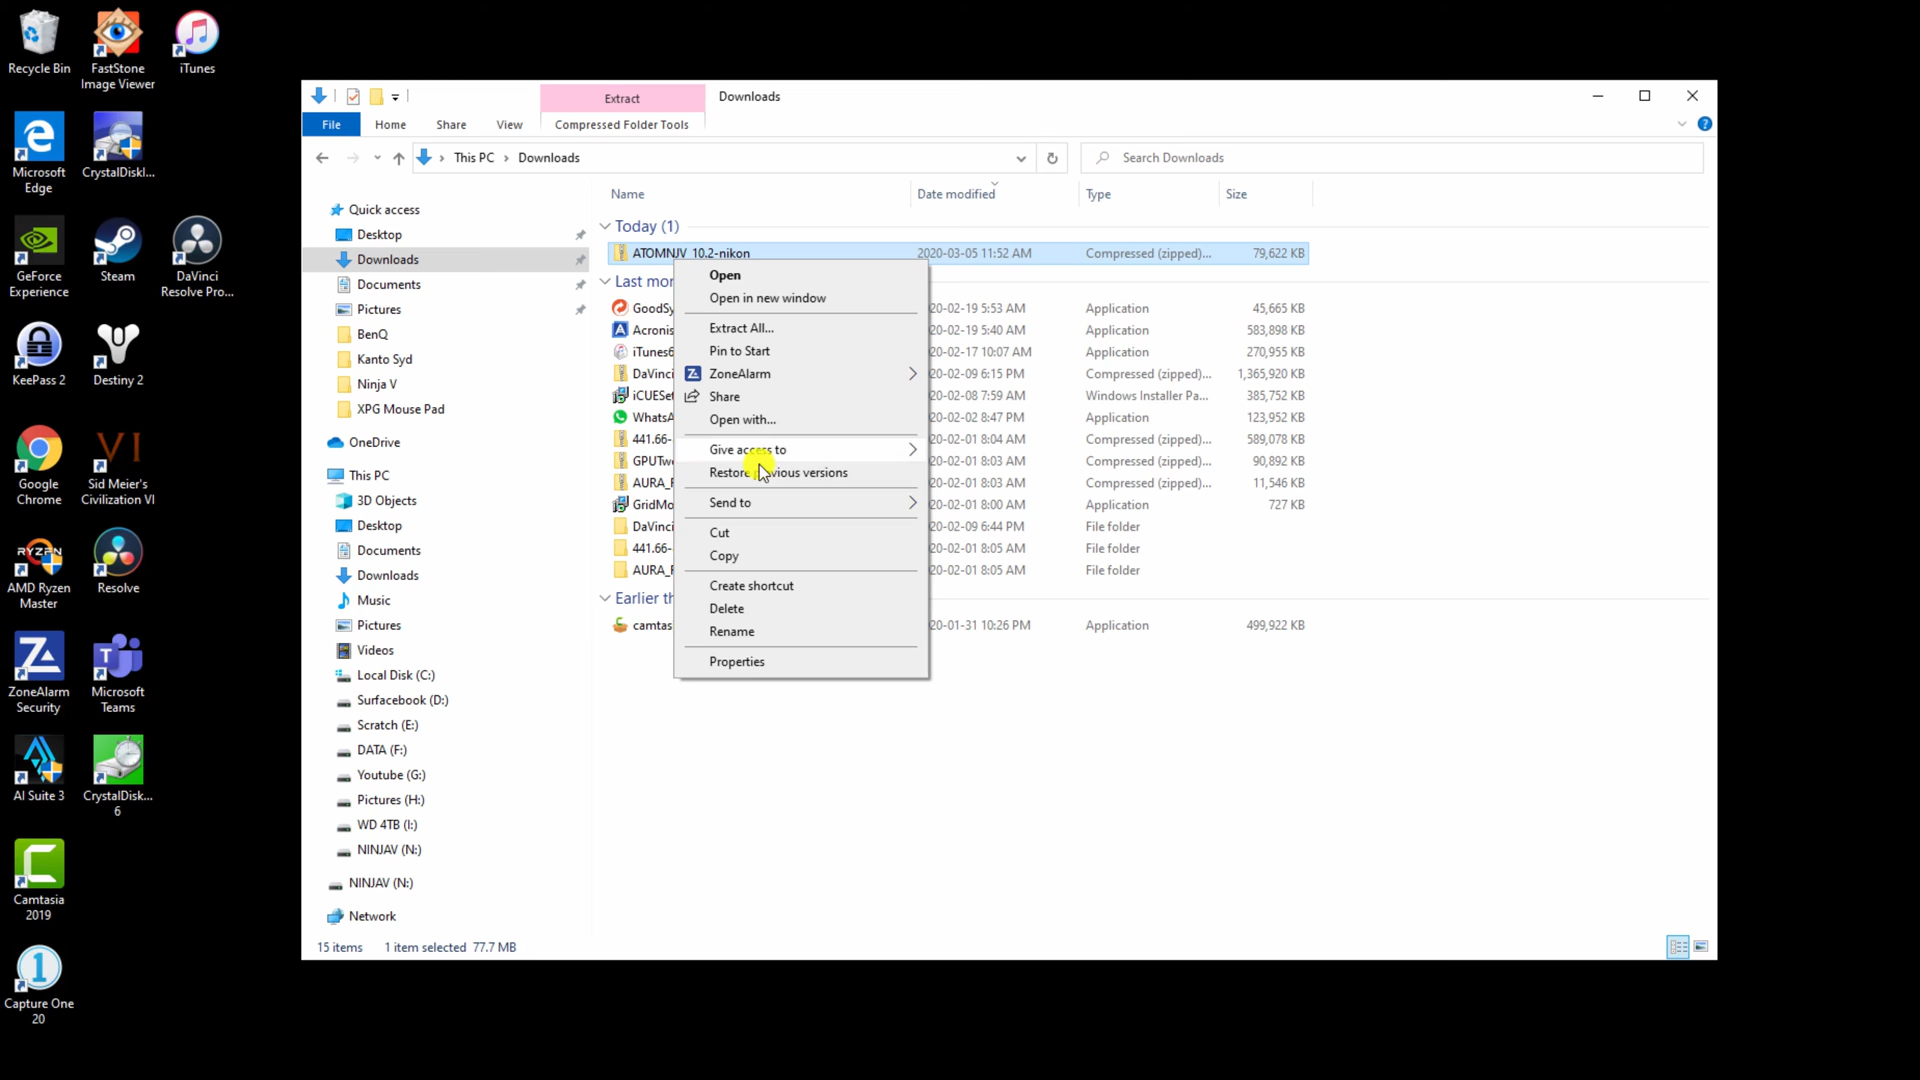 Recycle Bin
FastStone
Image Viewer
iTunes
Microsoft
Edge
CrystalDiskI...
GeForce
Experience
Steam
DaVinci
Resolve Pro...
KeePass 2
Destiny 2
Google
Chrome
Sid Meier's
Civilization VI
AMD Ryzen
Master
Resolve
ZoneAlarm
Security
Microsoft
Teams
AI Suite 3
CrystalDisk...
6
Camtasia
2019
Capture One
20
Extract
Downloads
File
Home
Share
View
Compressed Folder Tools
This PC
Downloads
Search Downloads
Quick access
Desktop
Downloads
Documents
Pictures
BenQ
Kanto Syd
Ninja V
XPG Mouse Pad
OneDrive
This PC
3D Objects
Desktop
Documents
Downloads
Music
Pictures
Videos
Local Disk (C:)
Surfacebook (D:)
Scratch (E:)
DATA (F:)
Youtube (G:)
Pictures (H:)
WD 4TB (I:)
NINJAV (N:)
NINJAV (N:)
Network
Name Date modified Type Size
Today (1)
ATOMNJV_10.2-nikon 2020-03-05 11:52 AM Compressed (zipped)... 79,622 KB
Last mo
GoodSy 20-02-19 5:53 AM Application 45,665 KB
Acronis 20-02-19 5:40 AM Application 583,898 KB
iTunes6 20-02-17 10:07 AM Application 270,955 KB
DaVinci 20-02-09 6:15 PM Compressed (zipped)... 1,365,920 KB
iCUESet 20-02-08 7:59 AM Windows Installer Pa... 385,752 KB
WhatsA 20-02-02 8:47 PM Application 123,952 KB
441.66- 20-02-01 8:04 AM Compressed (zipped)... 589,078 KB
GPUTw 20-02-01 8:03 AM Compressed (zipped)... 90,892 KB
AURA_ 20-02-01 8:03 AM Compressed (zipped)... 11,546 KB
GridMo 20-02-01 8:00 AM Application 727 KB
DaVinci 20-02-09 6:44 PM File folder
441.66- 20-02-01 8:05 AM File folder
AURA_ 20-02-01 8:05 AM File folder
Earlier th
camtas 20-01-31 10:26 PM Application 499,922 KB
Open
Open in new window
Extract All...
Pin to Start
ZoneAlarm
Share
Open with...
Give access to
Restore previous versions
Send to
Cut
Copy
Create shortcut
Delete
Rename
Properties
15 items 1 item selected 77.7 MB